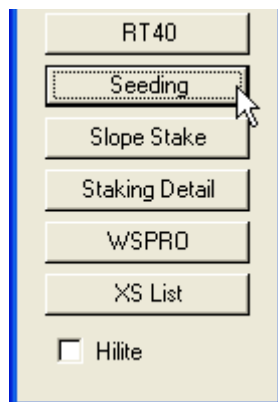 RT40
Seeding
Slope Stake
Staking Detail
WSPRO
XS List
Hilite